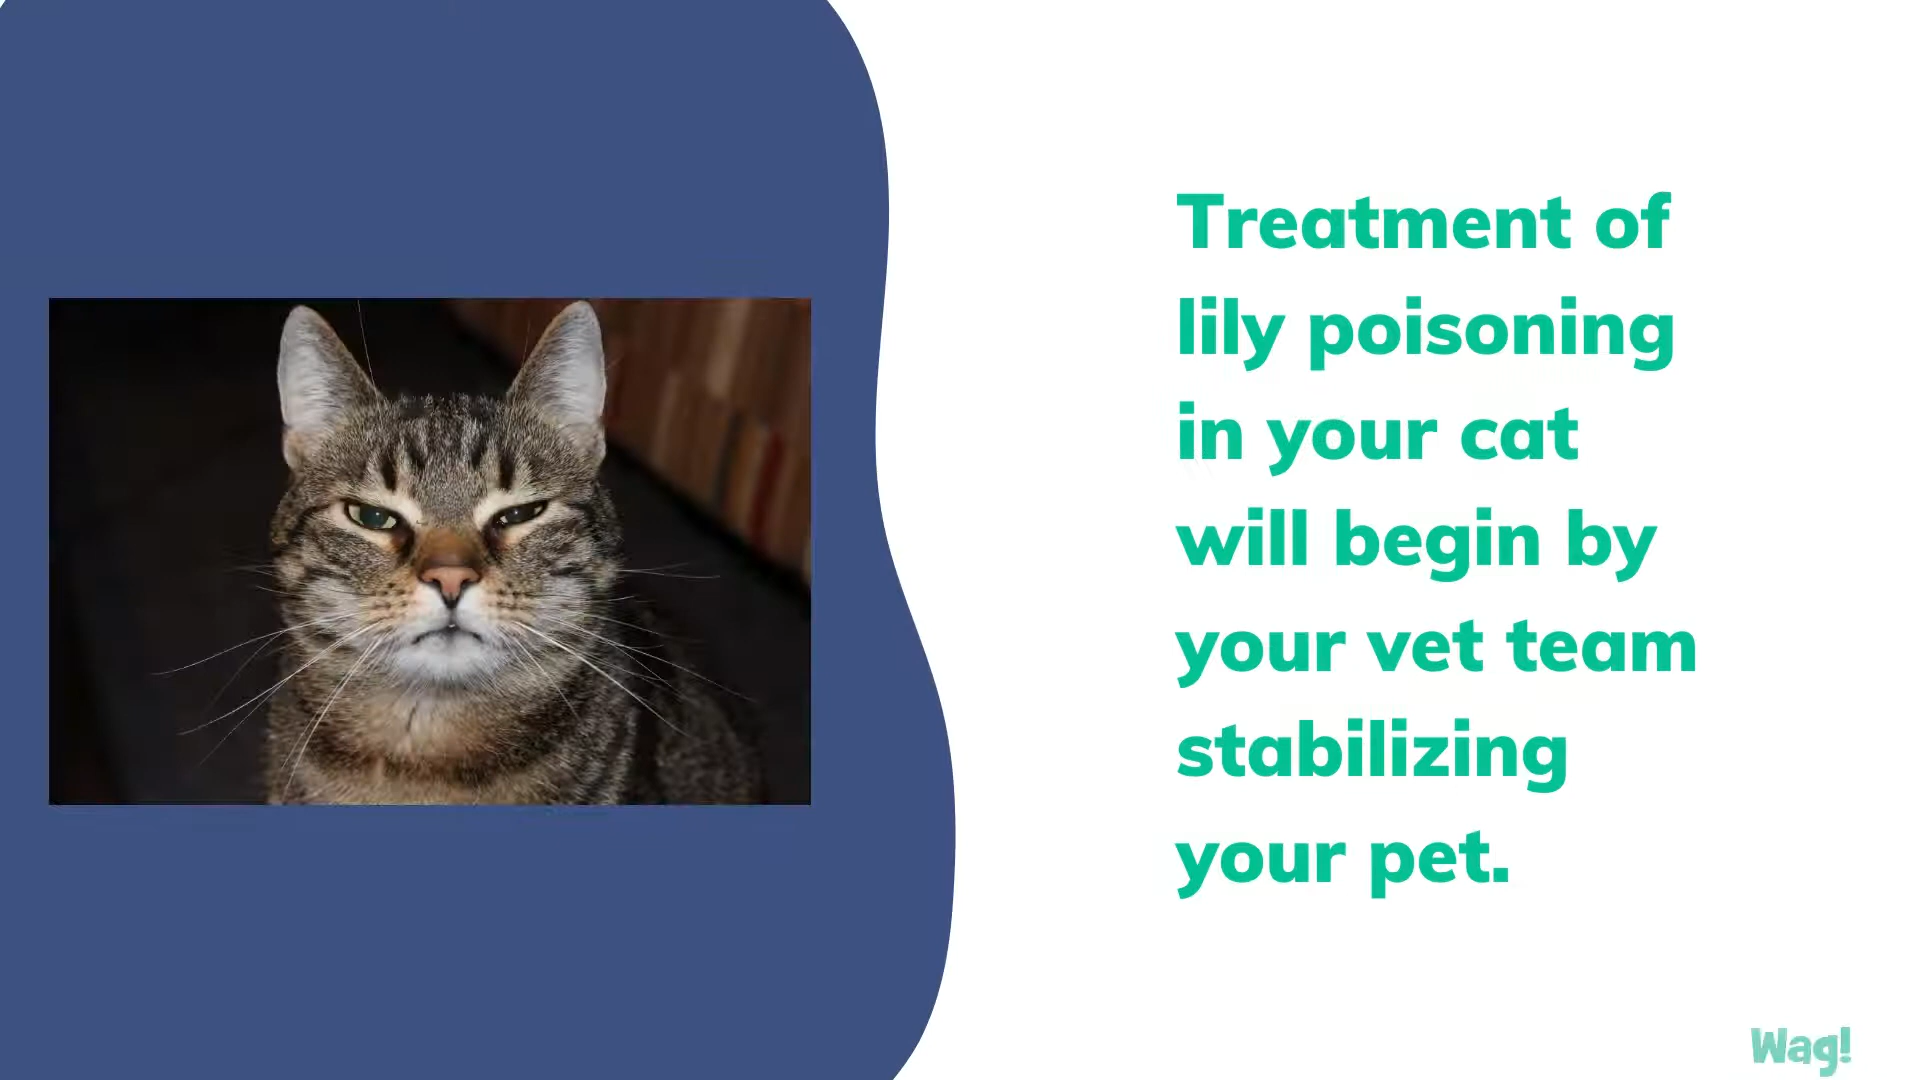 Treatment of
lily poisoning
in your cat
will begin by
your vet team
stabilizing
your pet.
Wag!